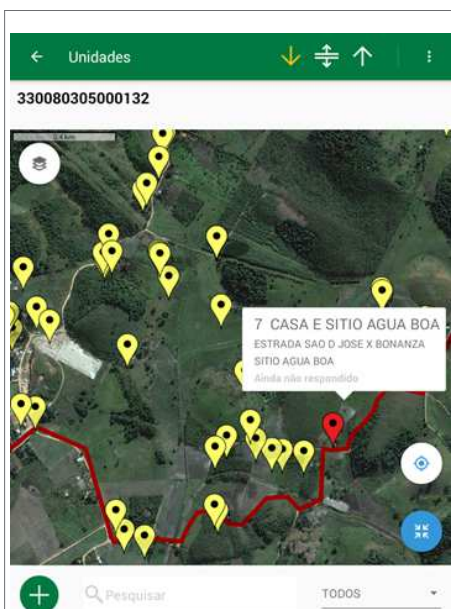 Unidades
330080305000132
7 CASA E SITIO AGUA BOA
ESTRADA SAO D JOSE X BONANZA
SITIO AGUA BOA
Ainda não respondido
Pesquisar
TODOS